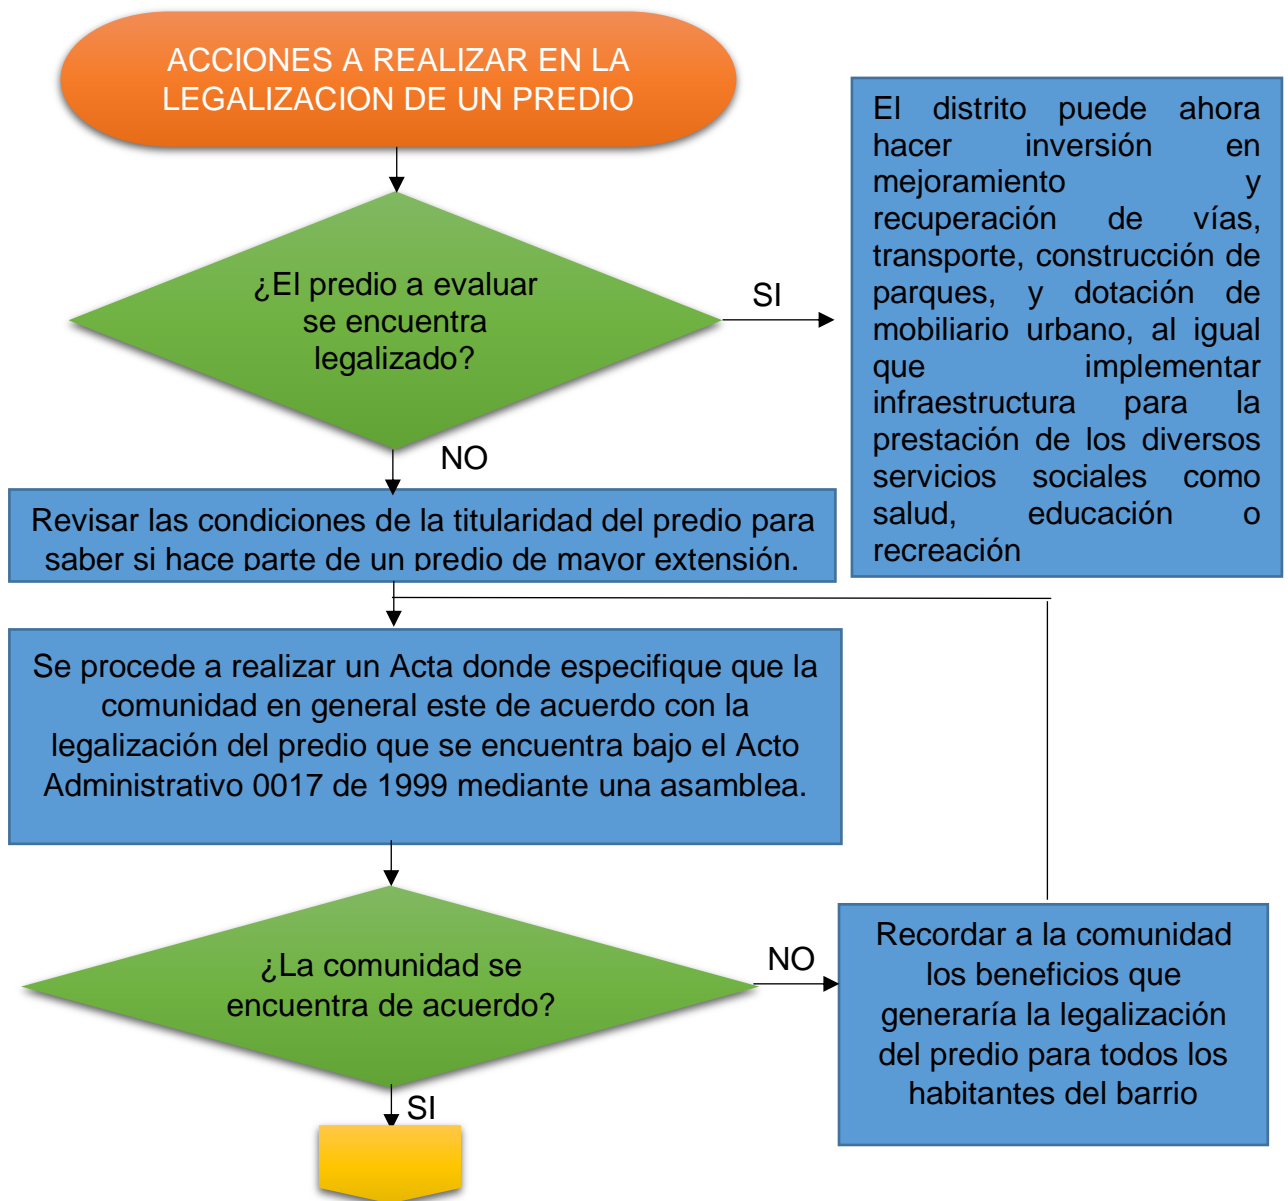 ACCIONES A REALIZAR EN LA
LEGALIZACION DE UN PREDIO
¿El predio a evaluar
se encuentra
legalizado?
SI
El distrito puede ahora
hacer inversión en
mejoramiento y
recuperación de vías,
transporte, construcción de
parques, y dotación de
mobiliario urbano, al igual
que implementar
infraestructura para la
prestación de los diversos
servicios sociales como
salud, educación o
recreación
NO
Revisar las condiciones de la titularidad del predio para
saber si hace parte de un predio de mayor extensión.
Se procede a realizar un Acta donde especifique que la
comunidad en general este de acuerdo con la
legalización del predio que se encuentra bajo el Acto
Administrativo 0017 de 1999 mediante una asamblea.
¿La comunidad se
encuentra de acuerdo?
NO
Recordar a la comunidad
los beneficios que
generaría la legalización
del predio para todos los
habitantes del barrio
SI